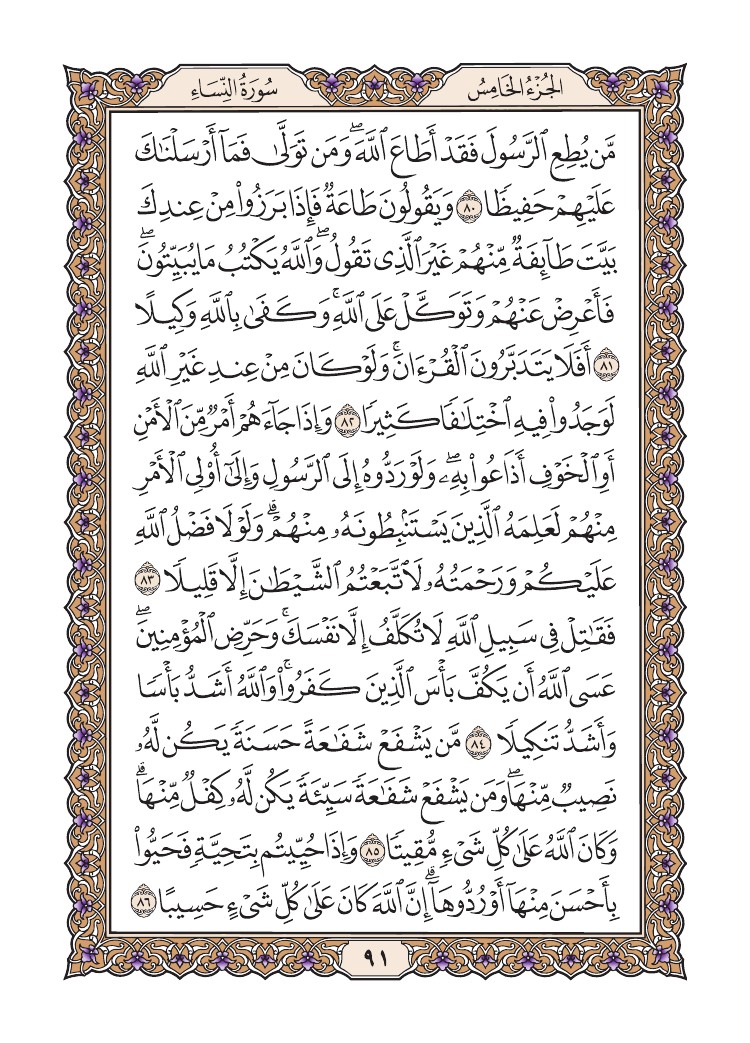 الجُزْءُ الخَامِسُ
سُورَةُ النِّسَاءِ
مَّن يُطِعِ ٱلرَّسُولَ فَقَدْ أَطَاعَ ٱللَّهَۖ وَمَن تَوَلَّىٰ فَمَآ أَرْسَلْنَٰكَ
عَلَيْهِمْ حَفِيظٗا ٨٠ وَيَقُولُونَ طَاعَةٞ فَإِذَا بَرَزُوا۟ مِنْ عِندِكَ
بَيَّتَ طَآئِفَةٞ مِّنْهُمْ غَيْرَ ٱلَّذِى تَقُولُۖ وَٱللَّهُ يَكْتُبُ مَا يُبَيِّتُونَۖ
فَأَعْرِضْ عَنْهُمْ وَتَوَكَّلْ عَلَى ٱللَّهِۚ وَكَفَىٰ بِٱللَّهِ وَكِيلًا
٨١ أَفَلَا يَتَدَبَّرُونَ ٱلْقُرْءَانَۚ وَلَوْ كَانَ مِنْ عِندِ غَيْرِ ٱللَّهِ
لَوَجَدُوا۟ فِيهِ ٱخْتِلَٰفٗا كَثِيرٗا ٨٢ وَإِذَا جَآءَهُمْ أَمْرٞ مِّنَ ٱلْأَمْنِ
أَوِ ٱلْخَوْفِ أَذَاعُوا۟ بِهِۦۖ وَلَوْ رَدُّوهُ إِلَى ٱلرَّسُولِ وَإِلَىٰٓ أُو۟لِى ٱلْأَمْرِ
مِنْهُمْ لَعَلِمَهُ ٱلَّذِينَ يَسْتَنۢبِطُونَهُۥ مِنْهُمْۗ وَلَوْلَا فَضْلُ ٱللَّهِ
عَلَيْكُمْ وَرَحْمَتُهُۥ لَٱتَّبَعْتُمُ ٱلشَّيْطَٰنَ إِلَّا قَلِيلٗا ٨٣
فَقَٰتِلْ فِى سَبِيلِ ٱللَّهِ لَا تُكَلَّفُ إِلَّا نَفْسَكَۚ وَحَرِّضِ ٱلْمُؤْمِنِينَۖ
عَسَى ٱللَّهُ أَن يَكُفَّ بَأْسَ ٱلَّذِينَ كَفَرُوا۟ۚ وَٱللَّهُ أَشَدُّ بَأْسٗا
وَأَشَدُّ تَنكِيلٗا ٨٤ مَّن يَشْفَعْ شَفَٰعَةً حَسَنَةٗ يَكُن لَّهُۥ
نَصِيبٞ مِّنْهَاۖ وَمَن يَشْفَعْ شَفَٰعَةٗ سَيِّئَةٗ يَكُن لَّهُۥ كِفْلٞ مِّنْهَاۗ
وَكَانَ ٱللَّهُ عَلَىٰ كُلِّ شَىْءٖ مُّقِيتٗا ٨٥ وَإِذَا حُيِّيتُم بِتَحِيَّةٖ فَحَيُّوا۟
بِأَحْسَنَ مِنْهَآ أَوْ رُدُّوهَآۗ إِنَّ ٱللَّهَ كَانَ عَلَىٰ كُلِّ شَىْءٍ حَسِيبًا ٨٦
٩١